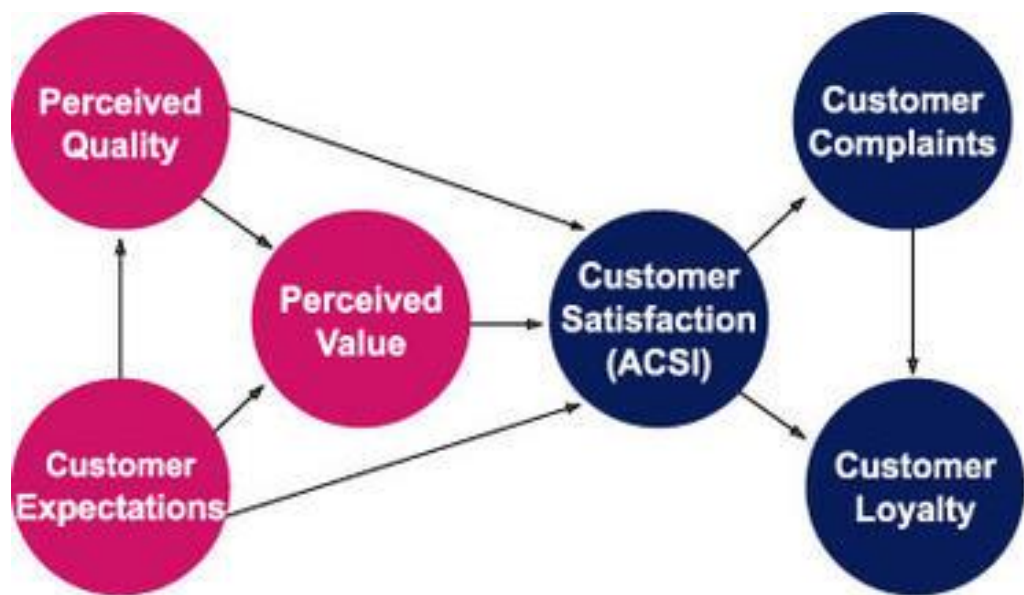 Perceived
Quality
Customer
Complaints
Perceived
Value
Customer
Satisfaction
(ACSI)
Customer
Expectations
Customer
Loyalty